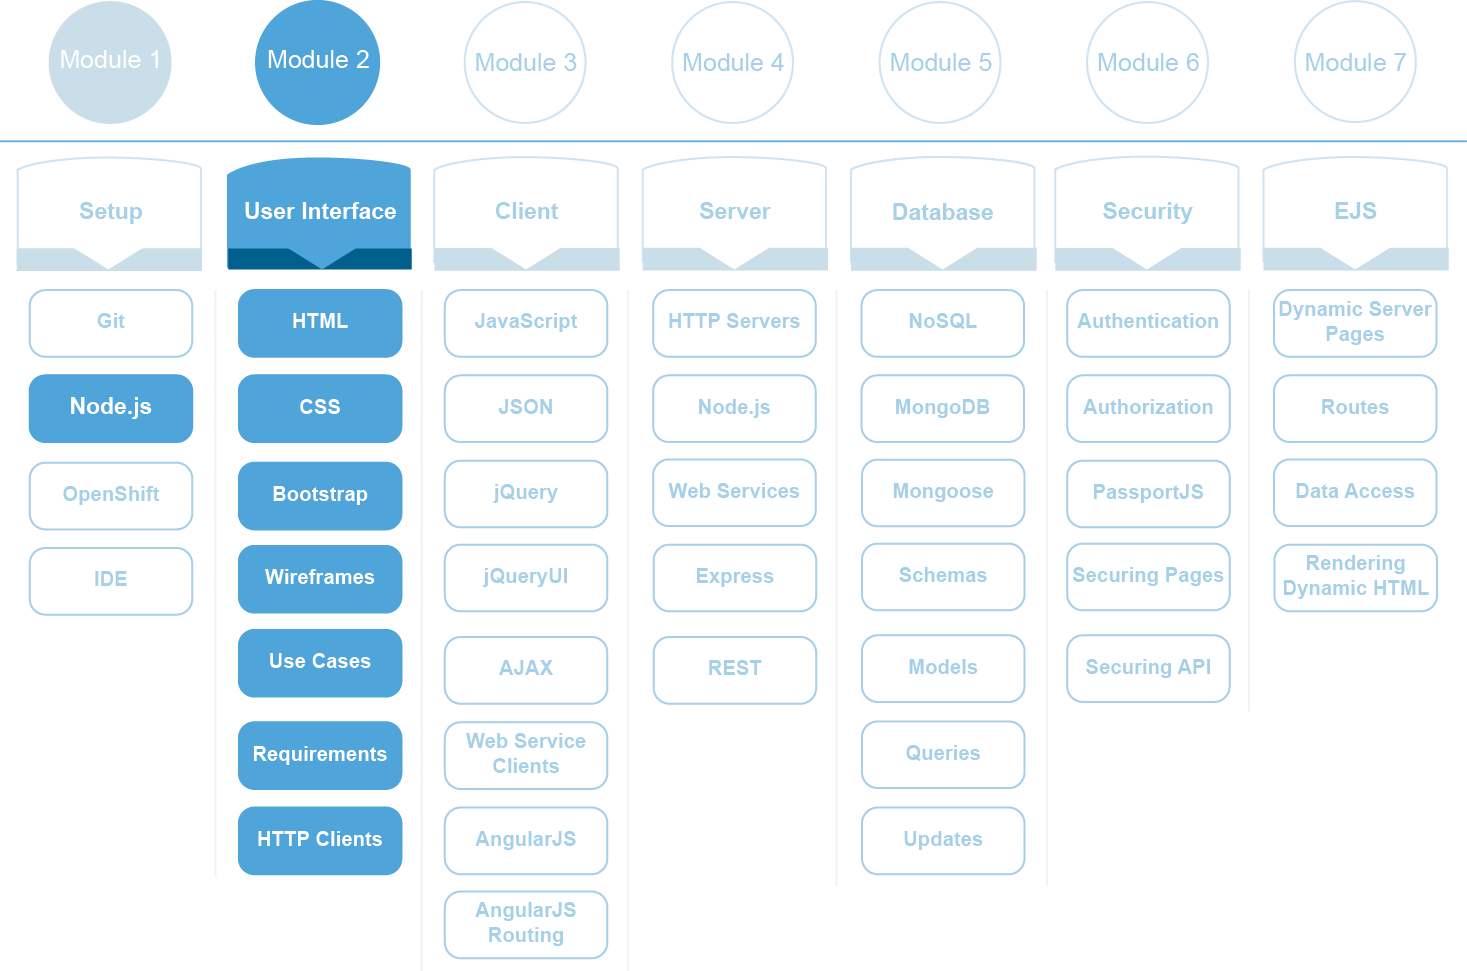 Module 1
Module 2
Module 3
Module 4
Module 5
Module 6
Module 7
Setup
User Interface
Client
Server
Database
Security
EJS
Git
Node.js
OpenShift
IDE
HTML
CSS
Bootstrap
Wireframes
Use Cases
Requirements
HTTP Clients
JavaScript
JSON
jQuery
jQueryUI
AJAX
Web Service
Clients
AngularJS
AngularJS
Routing
HTTP Servers
Node.js
Web Services
Express
REST
NoSQL
MongoDB
Mongoose
Schemas
Models
Queries
Updates
Authentication
Authorization
PassportJS
Securing Pages
Securing API
Dynamic Server
Pages
Routes
Data Access
Rendering
Dynamic HTML